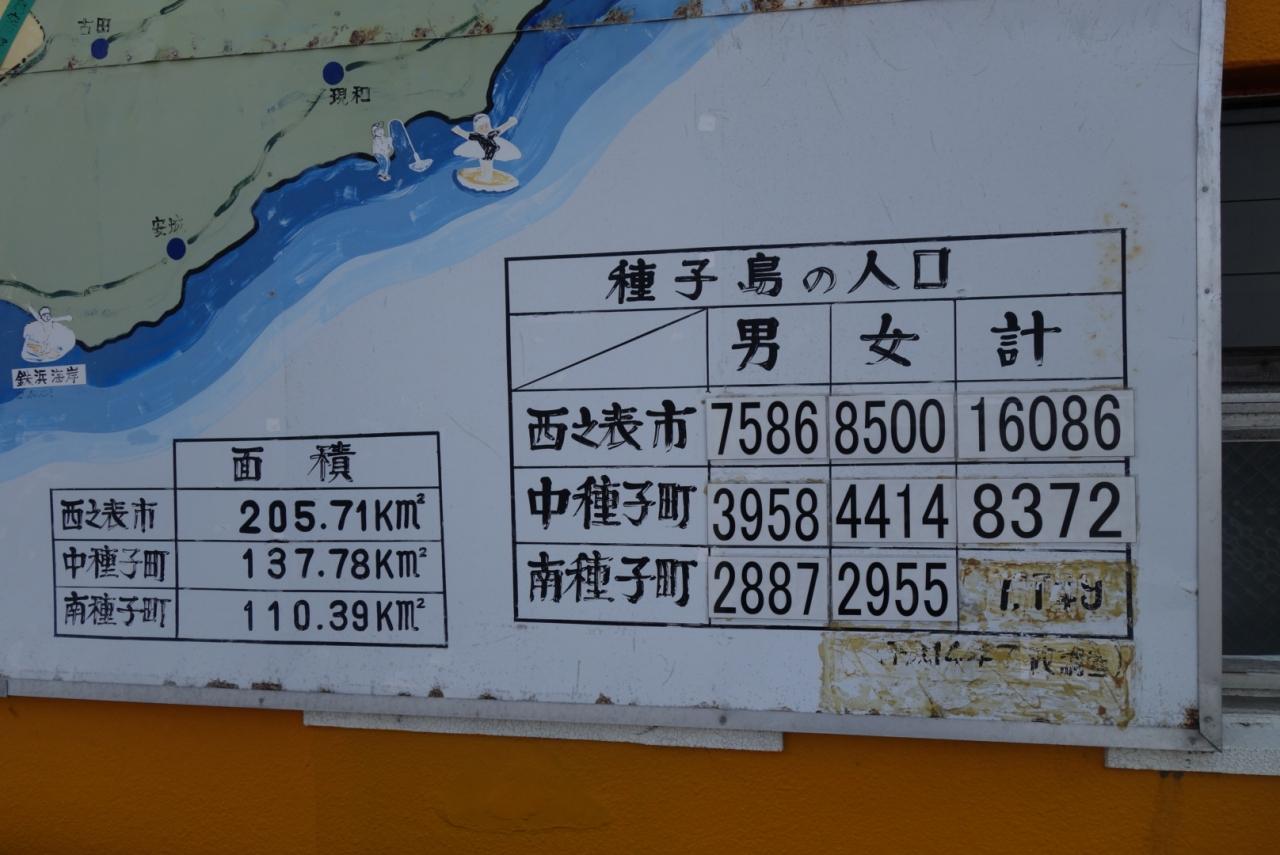 古田
現和
安城
鉄浜海岸
種子島の人口
男 女 計
西之表市 7586 8500 16086
中種子町 3958 4414 8372
南種子町 2887 2955
面積
西之表市 205.71Km²
中種子町 137.78Km²
南種子町 110.39Km²